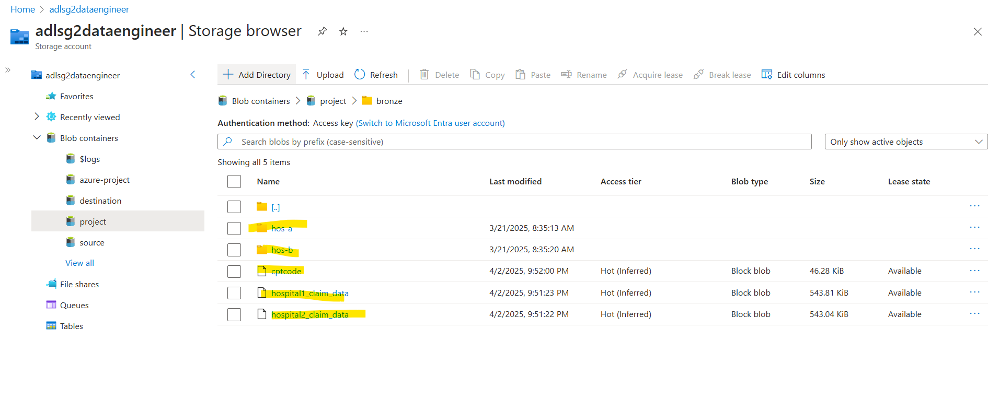 Home > adlsg2dataengineer
adlsg2dataengineer | Storage browser ...
Storage account
adlsg2dataengineer
Favorites
Recently viewed
Blob containers
$logs
azure-project
destination
project
source
View all
File shares
Queues
Tables
Add Directory Upload Refresh Delete Copy Paste Rename Acquire lease Break lease Edit columns
Blob containers > project > bronze
Authentication method: Access key (Switch to Microsoft Entra user account)
Search blobs by prefix (case-sensitive) Only show active objects
Showing all 5 items
Name Last modified Access tier Blob type Size Lease state
[..] ...
hos-a 3/21/2025, 8:35:13 AM ...
hos-b 3/21/2025, 8:35:20 AM ...
cptcode 4/2/2025, 9:52:00 PM Hot (Inferred) Block blob 46.28 KiB Available ...
hospital1_claim_data 4/2/2025, 9:51:23 PM Hot (Inferred) Block blob 543.81 KiB Available ...
hospital2_claim_data 4/2/2025, 9:51:22 PM Hot (Inferred) Block blob 543.04 KiB Available ...